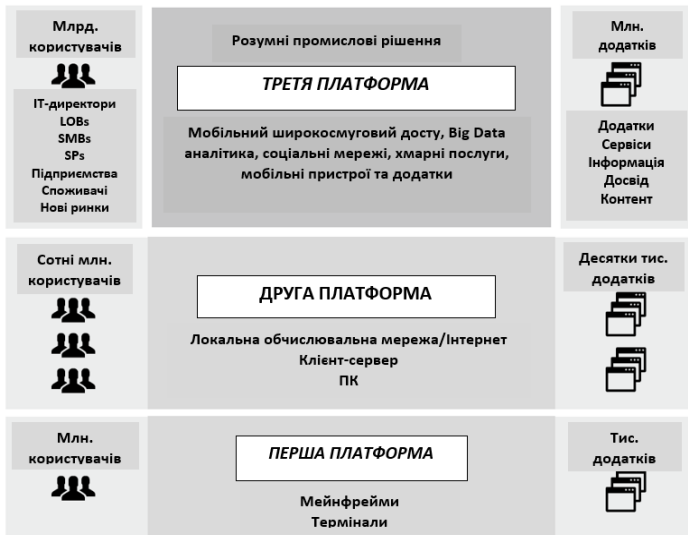 Млрд.
користувачів
ІТ-директори
LOBs
SMBs
SPs
Підприємства
Споживачі
Нові ринки
Розумні промислові рішення
ТРЕТЯ ПЛАТФОРМА
Мобільний широкосмуговий досту, Big Data
аналітика, соціальні мережі, хмарні послуги,
мобільні пристрої та додатки
Млн.
додатків
Додатки
Сервіси
Інформація
Досвід
Контент
Сотні млн.
користувачів
ДРУГА ПЛАТФОРМА
Локальна обчислювальна мережа/Інтернет
Клієнт-сервер
ПК
Десятки тис.
додатків
Млн.
користувачів
ПЕРША ПЛАТФОРМА
Мейнфрейми
Термінали
Тис.
додатків